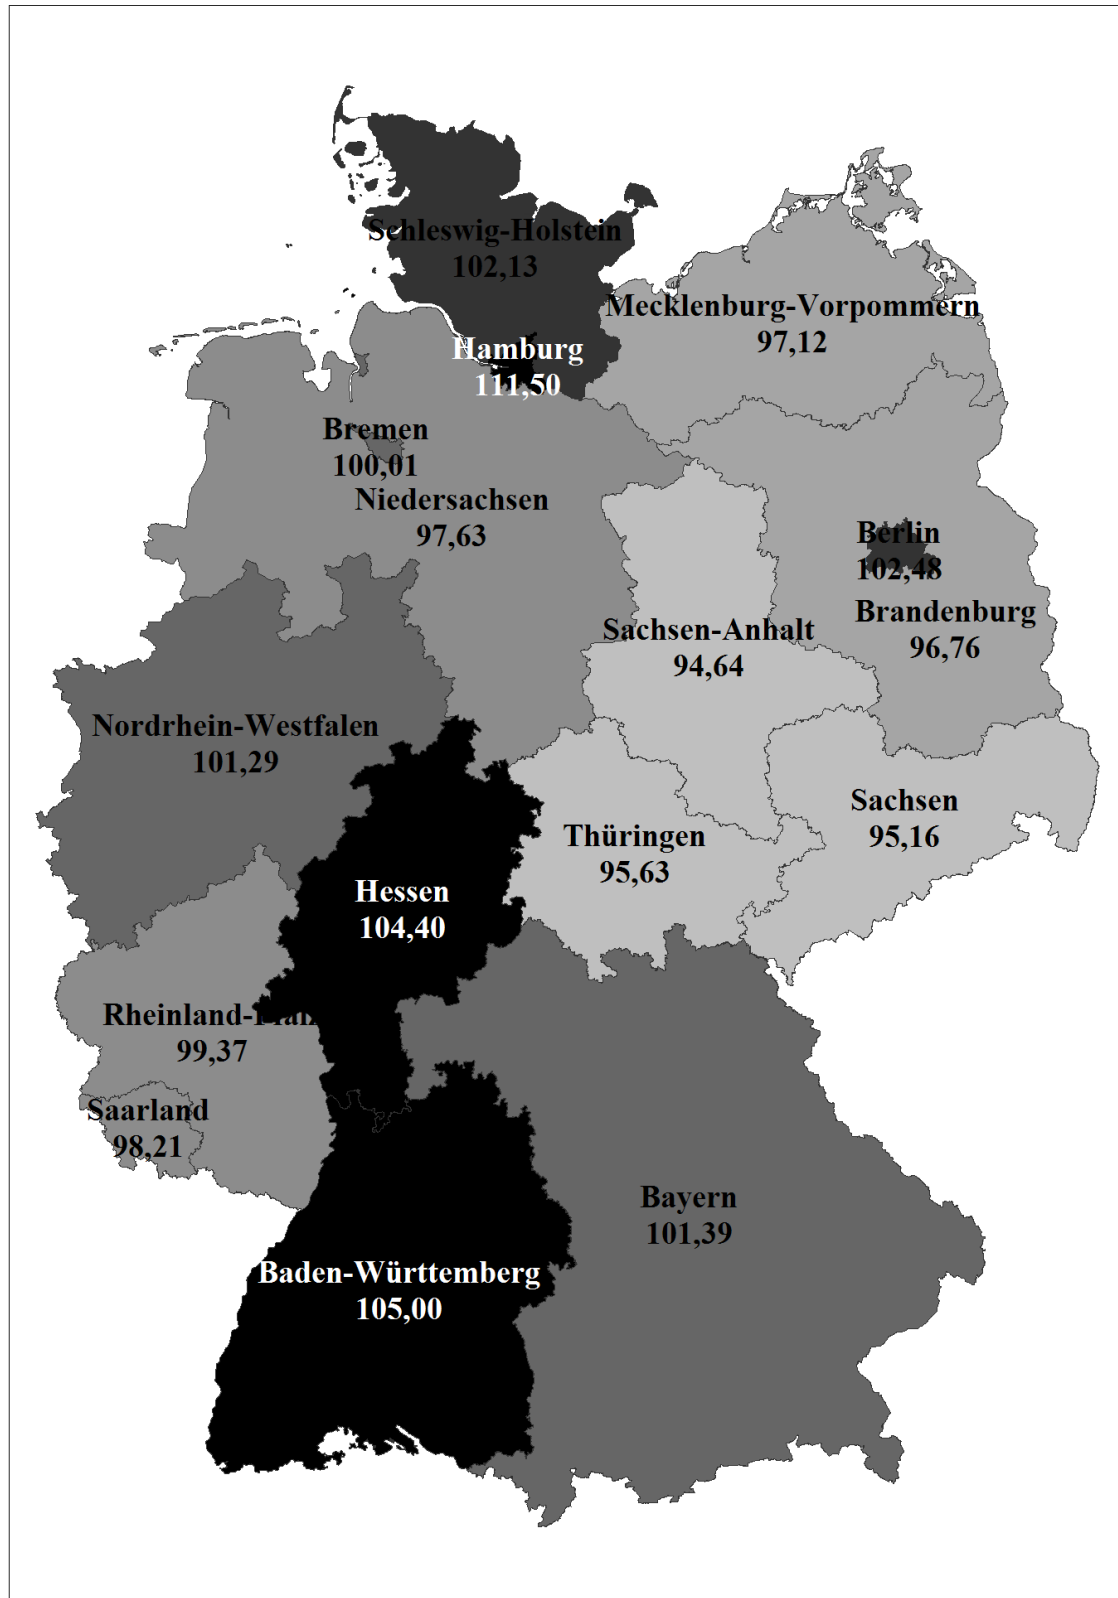 Schleswig-Holstein
102,13
Mecklenburg-Vorpommern
97,12
Hamburg
111,50
Bremen
100,01
Niedersachsen
97,63
Berlin
102,48
Brandenburg
96,76
Sachsen-Anhalt
94,64
Nordrhein-Westfalen
101,29
Sachsen
95,16
Thüringen
95,63
Hessen
104,40
Rheinland-Pfalz
99,37
Saarland
98,21
Bayern
101,39
Baden-Württemberg
105,00